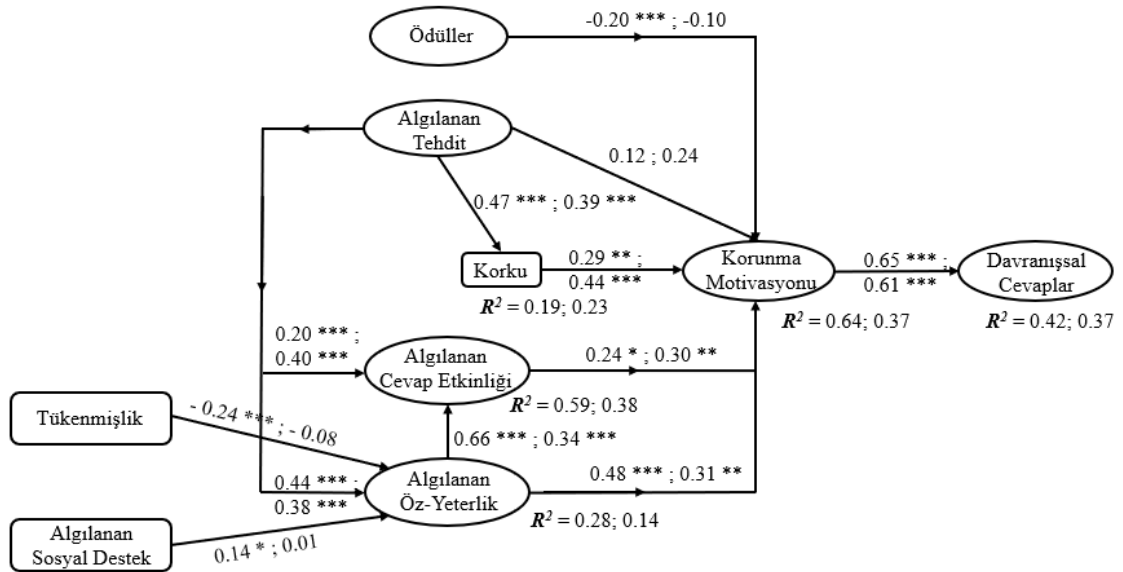 -0.20 *** ; -0.10
Ödüller
Algılanan
Tehdit
0.12 ; 0.24
0.47 *** ; 0.39 ***
Korku
0.29 ** ;
0.44 ***
R² = 0.19; 0.23
Korunma
Motivasyonu
R² = 0.64; 0.37
0.65 *** ;
0.61 ***
Davranışsal
Cevaplar
R² = 0.42; 0.37
0.20 *** ;
0.40 ***
Algılanan
Cevap Etkinliği
0.24 * ; 0.30 **
R² = 0.59; 0.38
Tükenmişlik
- 0.24 *** ; - 0.08
0.66 *** ; 0.34 ***
0.44 *** ;
0.38 ***
Algılanan
Öz-Yeterlik
0.48 *** ; 0.31 **
R² = 0.28; 0.14
Algılanan
Sosyal Destek
0.14 * ; 0.01